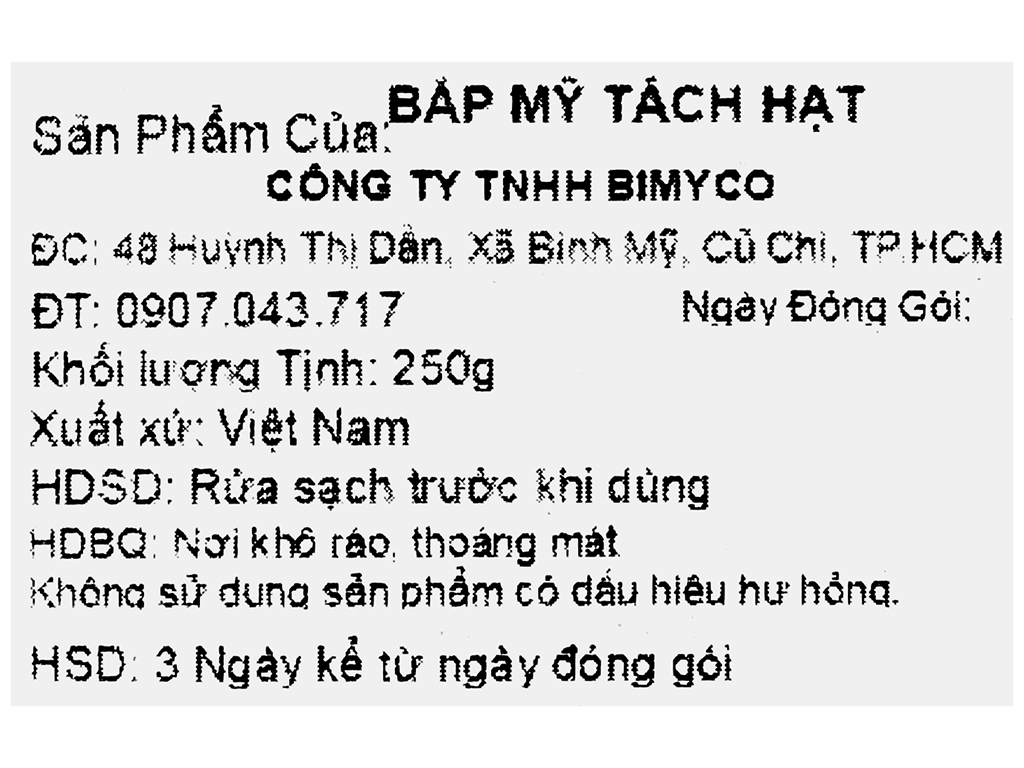 BẮP MỸ TÁCH HẠT
Sản Phẩm Của:
CÔNG TY TNHH BIMYCO
ĐC: 48 Huỳnh Thị Dần, Xã Bình Mỹ, Củ Chi, TP.HCM
ĐT: 0907.043.717 Ngày Đóng Gói:
Khối lượng Tịnh: 250g
Xuất xứ: Việt Nam
HDSD: Rửa sạch trước khi dùng
HDBQ: Nơi khô ráo, thoáng mát
Không sử dụng sản phẩm có dấu hiệu hư hỏng.
HSD: 3 Ngày kể từ ngày đóng gói